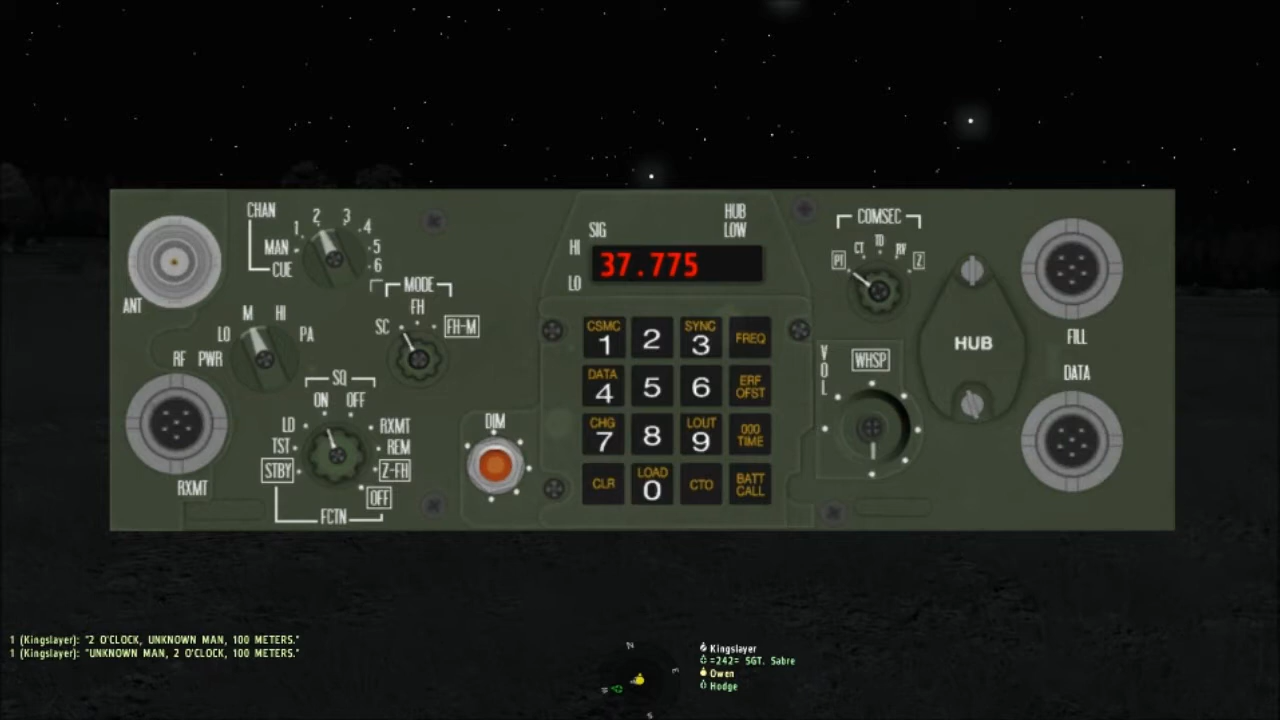 CHAN
1
2
3
4
5
6
MAN
CUE
ANT
MODE
SC
FH
FH-M
LO
M
HI
PA
RF PWR
SQ
ON
OFF
LD
TST
STBY
RXMT
REM
Z-FH
OFF
FCTN
RXMT
DIM
SIG
HI
LO
HUB
LOW
37.775
CSMC
1
2
SYNC
3
FREQ
DATA
4
5
6
ERF
OFST
CHG
7
8
LOUT
9
000
TIME
CLR
LOAD
0
CTO
BATT
CALL
COMSEC
PT
CT
TD
RV
Z
VOL
WHSP
HUB
FILL
DATA
1 (Kingslayer): "2 O'CLOCK, UNKNOWN MAN, 100 METERS."
1 (Kingslayer): "UNKNOWN MAN, 2 O'CLOCK, 100 METERS."
N
E
S
W
Kingslayer
=242= SGT. Sabre
Owen
Hodge